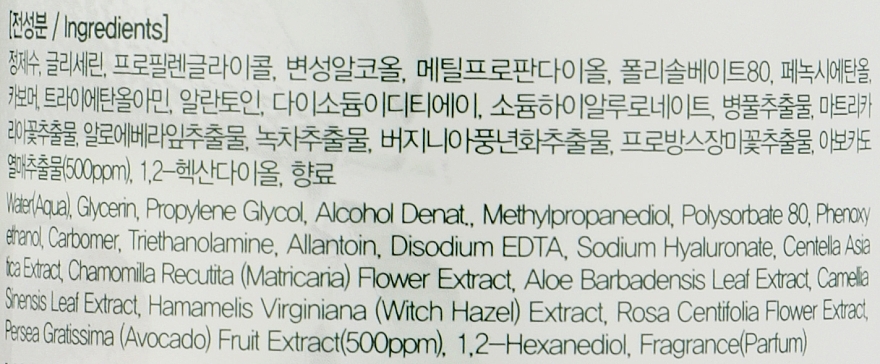 [전성분 / Ingredients]
정제수, 글리세린, 프로필렌글라이콜, 변성알코올, 메틸프로판다이올, 폴리솔베이트80, 페녹시에탄올,
카보머, 트라이에탄올아민, 알란토인, 다이소듐이디티에이, 소듐하이알루로네이트, 병풀추출물, 마트리카
리아꽃추출물, 알로에베라잎추출물, 녹차추출물, 버지니아풍년화추출물, 프로방스장미꽃추출물, 아보카도
열매추출물(500ppm), 1,2-헥산다이올, 향료
Water(Aqua), Glycerin, Propylene Glycol, Alcohol Denat., Methylpropanediol, Polysorbate 80, Phenoxy
ethanol, Carbomer, Triethanolamine, Allantoin, Disodium EDTA, Sodium Hyaluronate, Centella Asia
tica Extract, Chamomilla Recutita (Matricaria) Flower Extract, Aloe Barbadensis Leaf Extract, Camellia
Sinensis Leaf Extract, Hamamelis Virginiana (Witch Hazel) Extract, Rosa Centifolia Flower Extract,
Persea Gratissima (Avocado) Fruit Extract(500ppm), 1,2-Hexanediol, Fragrance(Parfum)